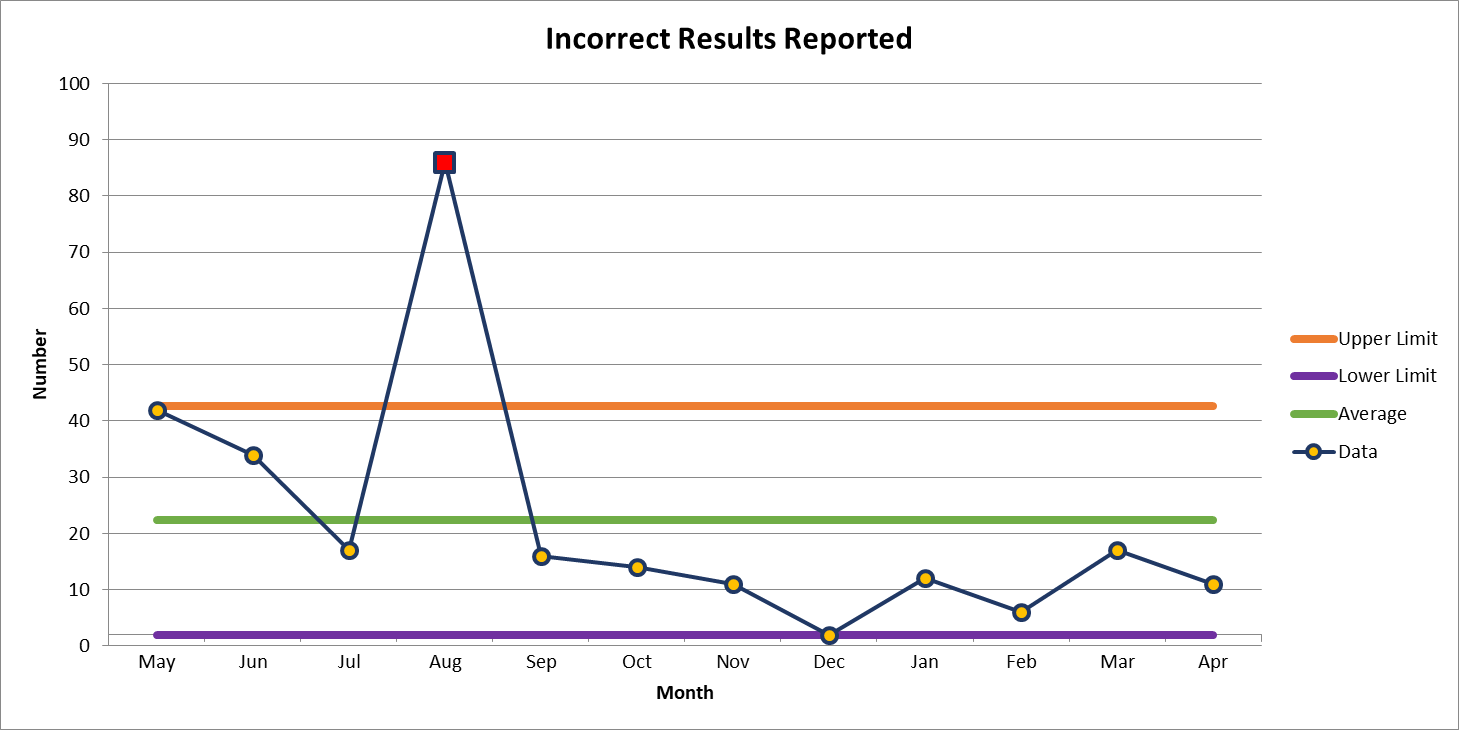 Incorrect Results Reported
100
90
80
70
60
50
40
30
20
10
0
Number
May Jun Jul Aug Sep Oct Nov Dec Jan Feb Mar Apr
Month
Upper Limit
Lower Limit
Average
Data